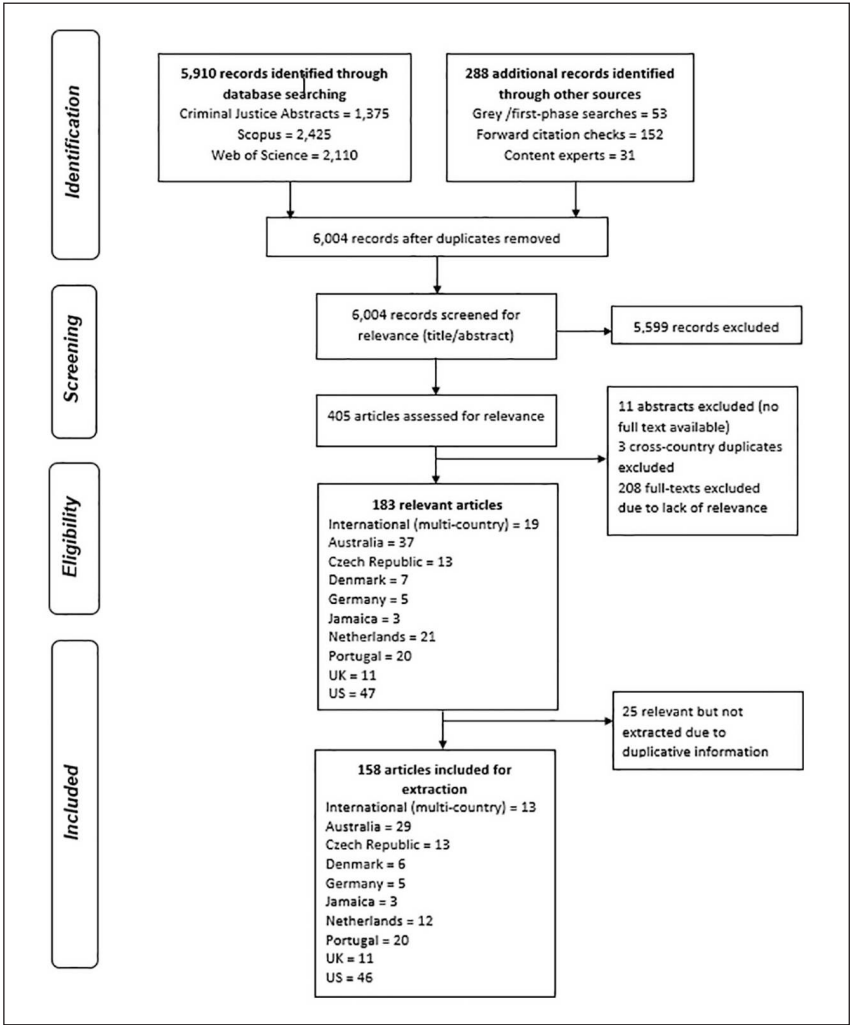 Identification
5,910 records identified through
database searching
Criminal Justice Abstracts = 1,375
Scopus = 2,425
Web of Science = 2,110
288 additional records identified
through other sources
Grey /first-phase searches = 53
Forward citation checks = 152
Content experts = 31
6,004 records after duplicates removed
Screening
6,004 records screened for
relevance (title/abstract)
5,599 records excluded
405 articles assessed for relevance
11 abstracts excluded (no
full text available)
3 cross-country duplicates
excluded
208 full-texts excluded
due to lack of relevance
Eligibility
183 relevant articles
International (multi-country) = 19
Australia = 37
Czech Republic = 13
Denmark = 7
Germany = 5
Jamaica = 3
Netherlands = 21
Portugal = 20
UK = 11
US = 47
Included
25 relevant but not
extracted due to
duplicative information
158 articles included for
extraction
International (multi-country) = 13
Australia = 29
Czech Republic = 13
Denmark = 6
Germany = 5
Jamaica = 3
Netherlands = 12
Portugal = 20
UK = 11
US = 46